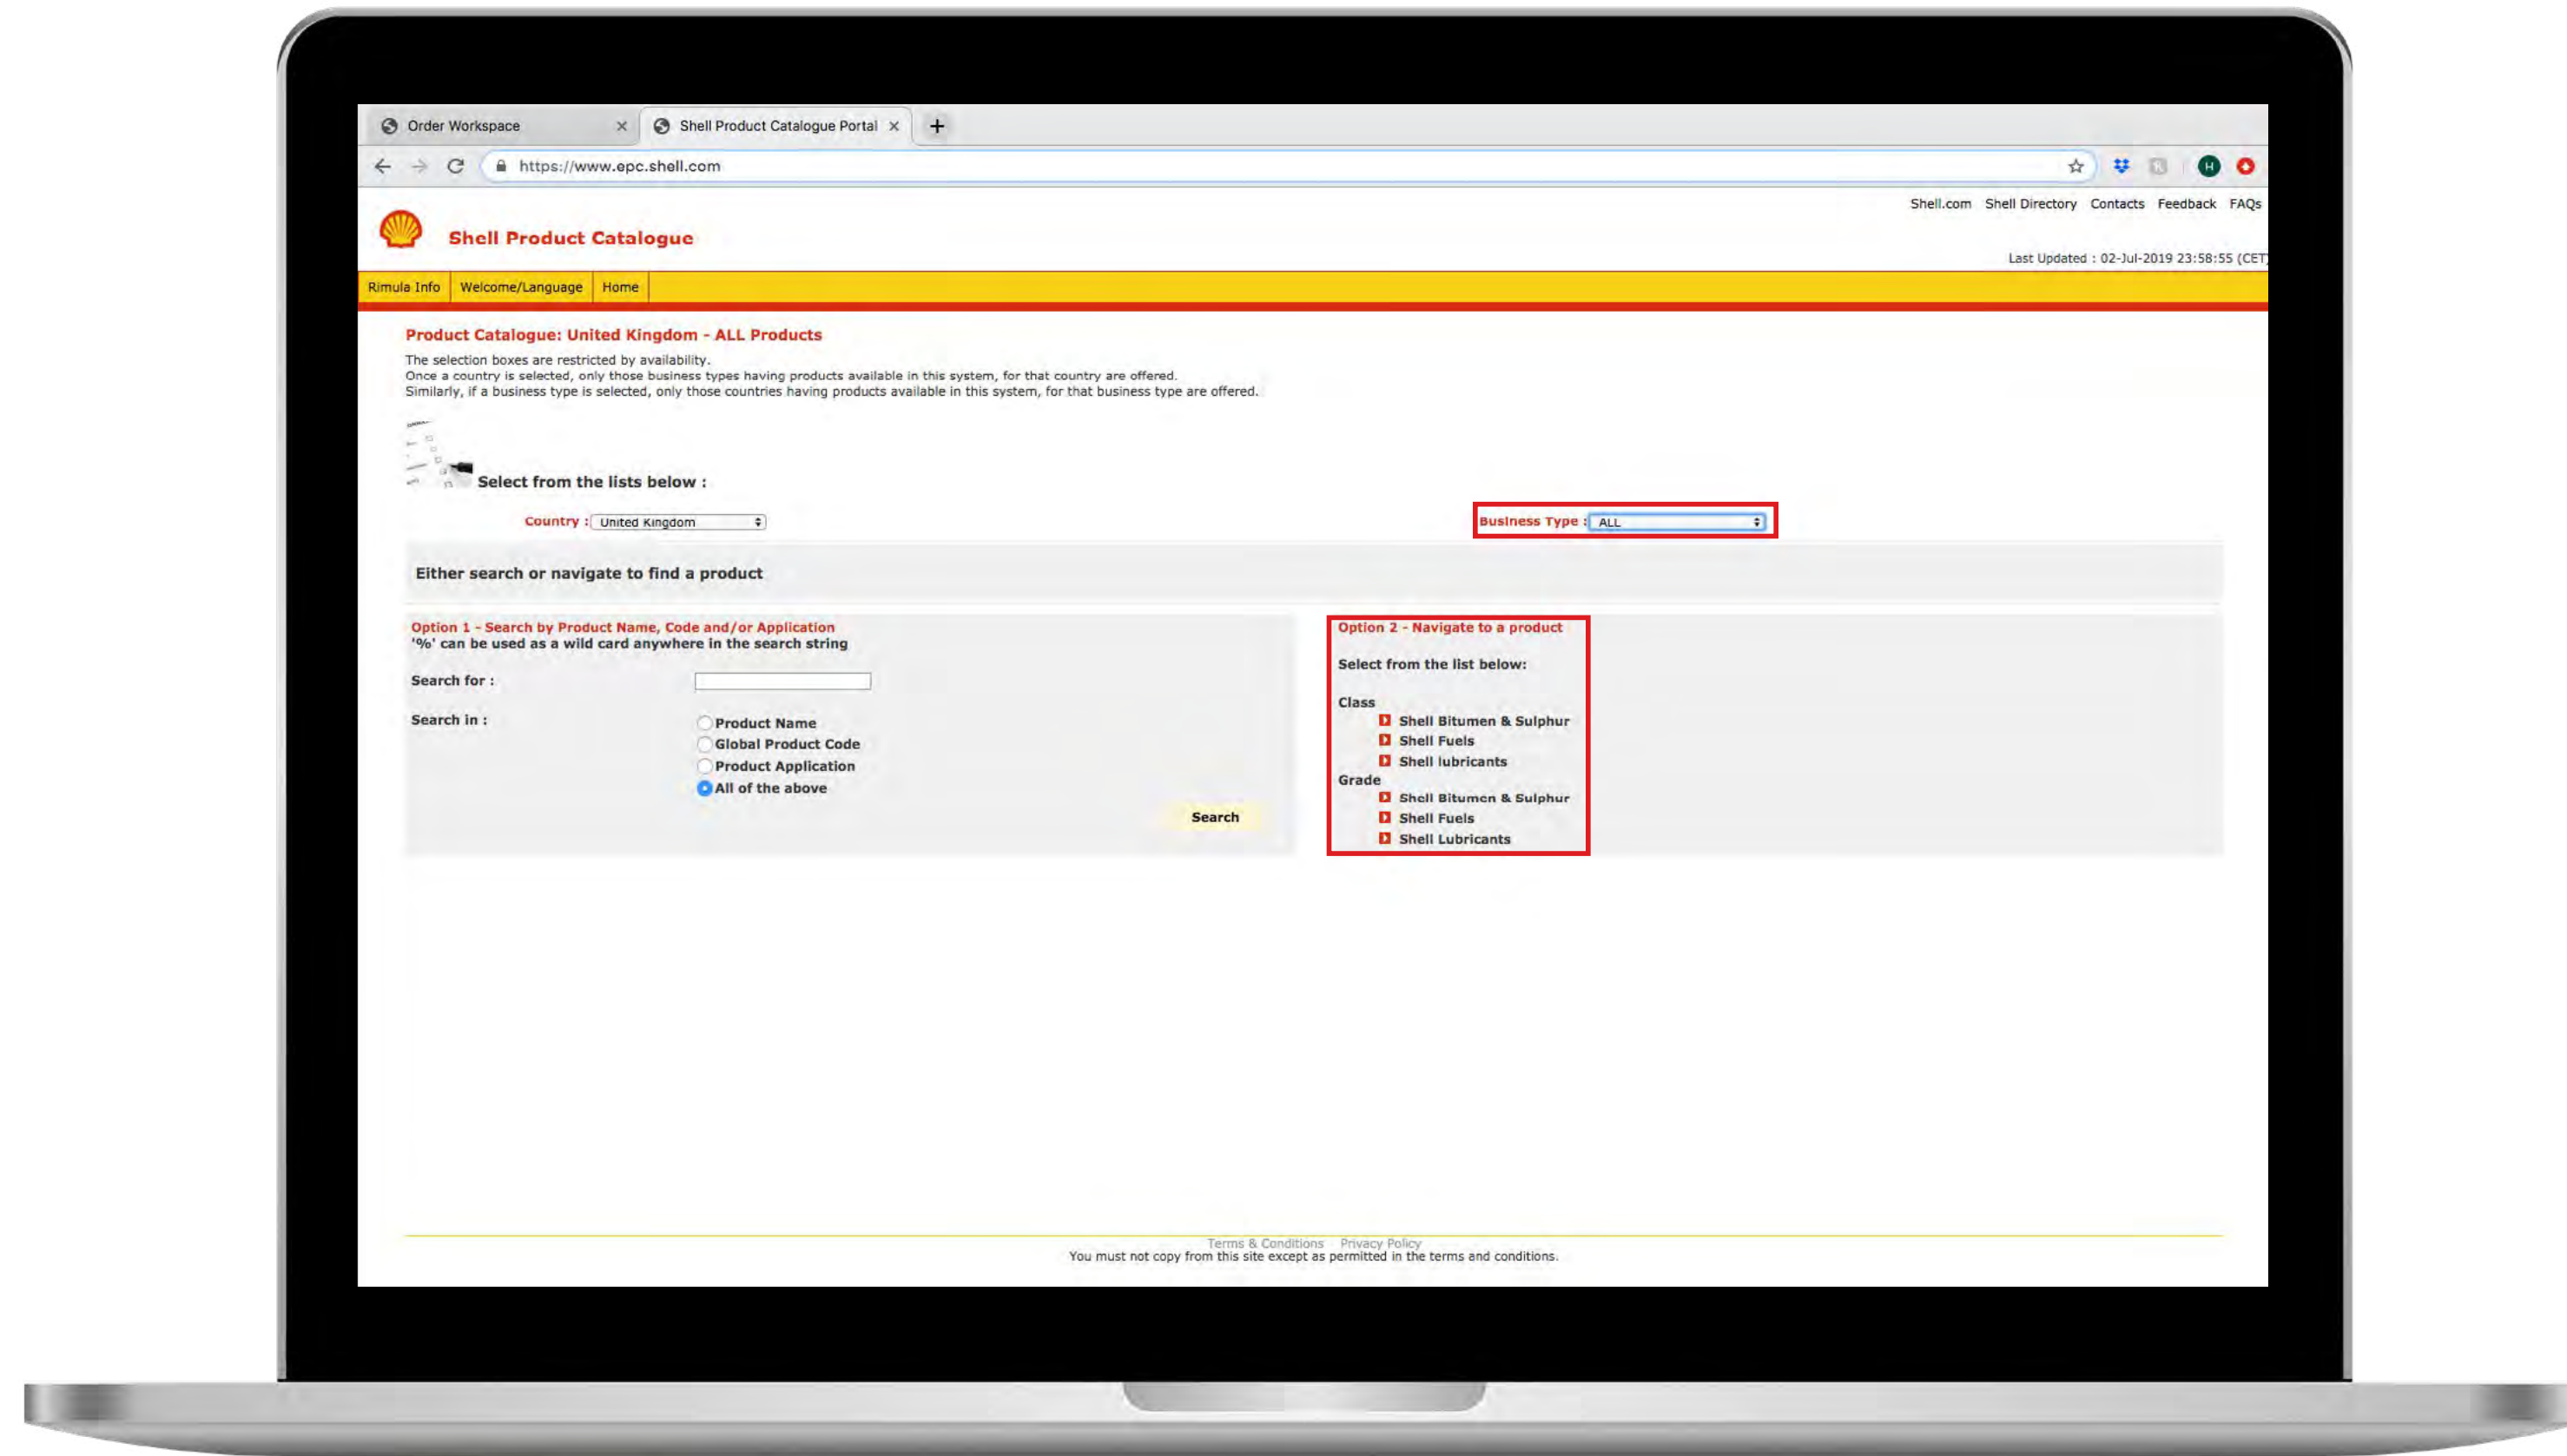 Order Workspace
Shell Product Catalogue Portal
https://www.epc.shell.com
H
Shell.com Shell Directory Contacts Feedback FAQs
Shell Product Catalogue
Last Updated : 02-Jul-2019 23:58:55 (CET)
Rimula Info Welcome/Language Home
Product Catalogue: United Kingdom - ALL Products
The selection boxes are restricted by availability.
Once a country is selected, only those business types having products available in this system, for that country are offered.
Similarly, if a business type is selected, only those countries having products available in this system, for that business type are offered.
Select from the lists below :
Country : United Kingdom
Business Type : ALL
Either search or navigate to find a product
Option 1 - Search by Product Name, Code and/or Application
'%' can be used as a wild card anywhere in the search string
Search for :
Search in :
Product Name
Global Product Code
Product Application
All of the above
Search
Option 2 - Navigate to a product
Select from the list below:
Class
Shell Bitumen & Sulphur
Shell Fuels
Shell lubricants
Grade
Shell Bitumen & Sulphur
Shell Fuels
Shell Lubricants
Terms & Conditions Privacy Policy
You must not copy from this site except as permitted in the terms and conditions.